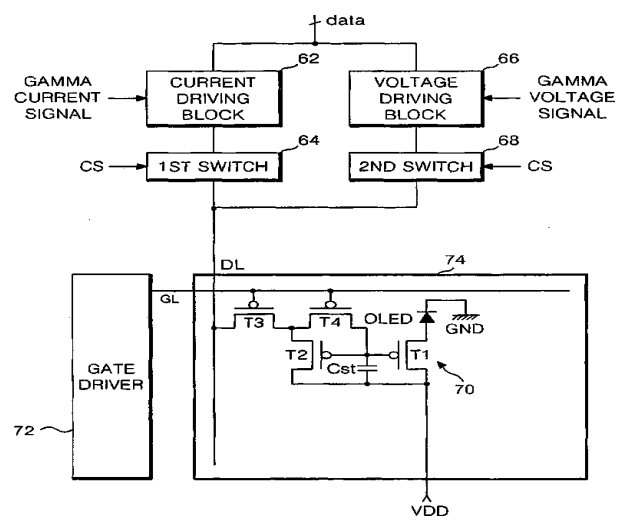 data
62
66
GAMMA
CURRENT
SIGNAL
CURRENT
DRIVING
BLOCK
VOLTAGE
DRIVING
BLOCK
GAMMA
VOLTAGE
SIGNAL
64
68
CS
1ST SWITCH
2ND SWITCH
CS
DL
74
GL
T3
T4
OLED
GND
T2
T1
Cst
70
GATE
DRIVER
72
VDD